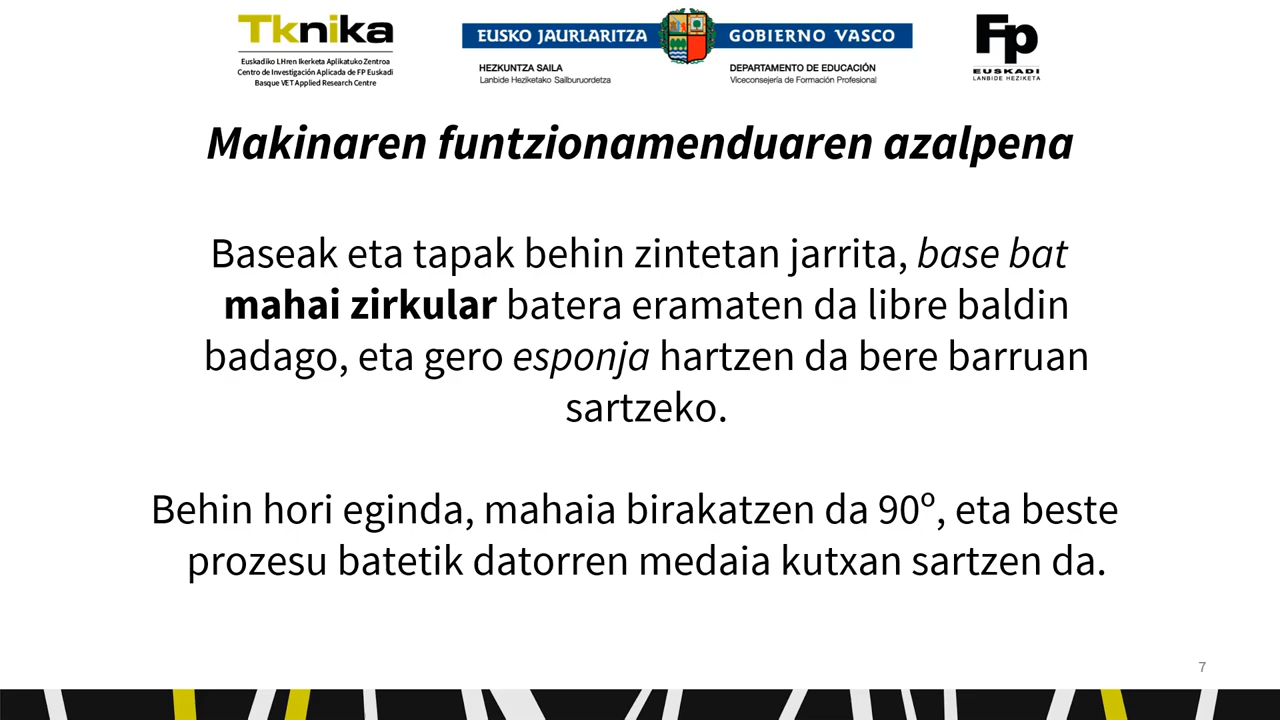 Tknika
Euskadiko LHren Ikerketa Aplikatuko Zentroa
Centro de Investigación Aplicada de FP Euskadi
Basque VET Applied Research Centre
EUSKO JAURLARITZA
GOBIERNO VASCO
HEZKUNTZA SAILA
Lanbide Heziketako Sailburuordetza
DEPARTAMENTO DE EDUCACIÓN
Viceconsejería de Formación Profesional
Fp
EUSKADI
LANBIDE HEZIKETA
Makinaren funtzionamenduaren azalpena
Baseak eta tapak behin zintetan jarrita, base bat
mahai zirkular batera eramaten da libre baldin
badago, eta gero esponja hartzen da bere barruan
sartzeko.
Behin hori eginda, mahaia birakatzen da 90º, eta beste
prozesu batetik datorren medaia kutxan sartzen da.
7